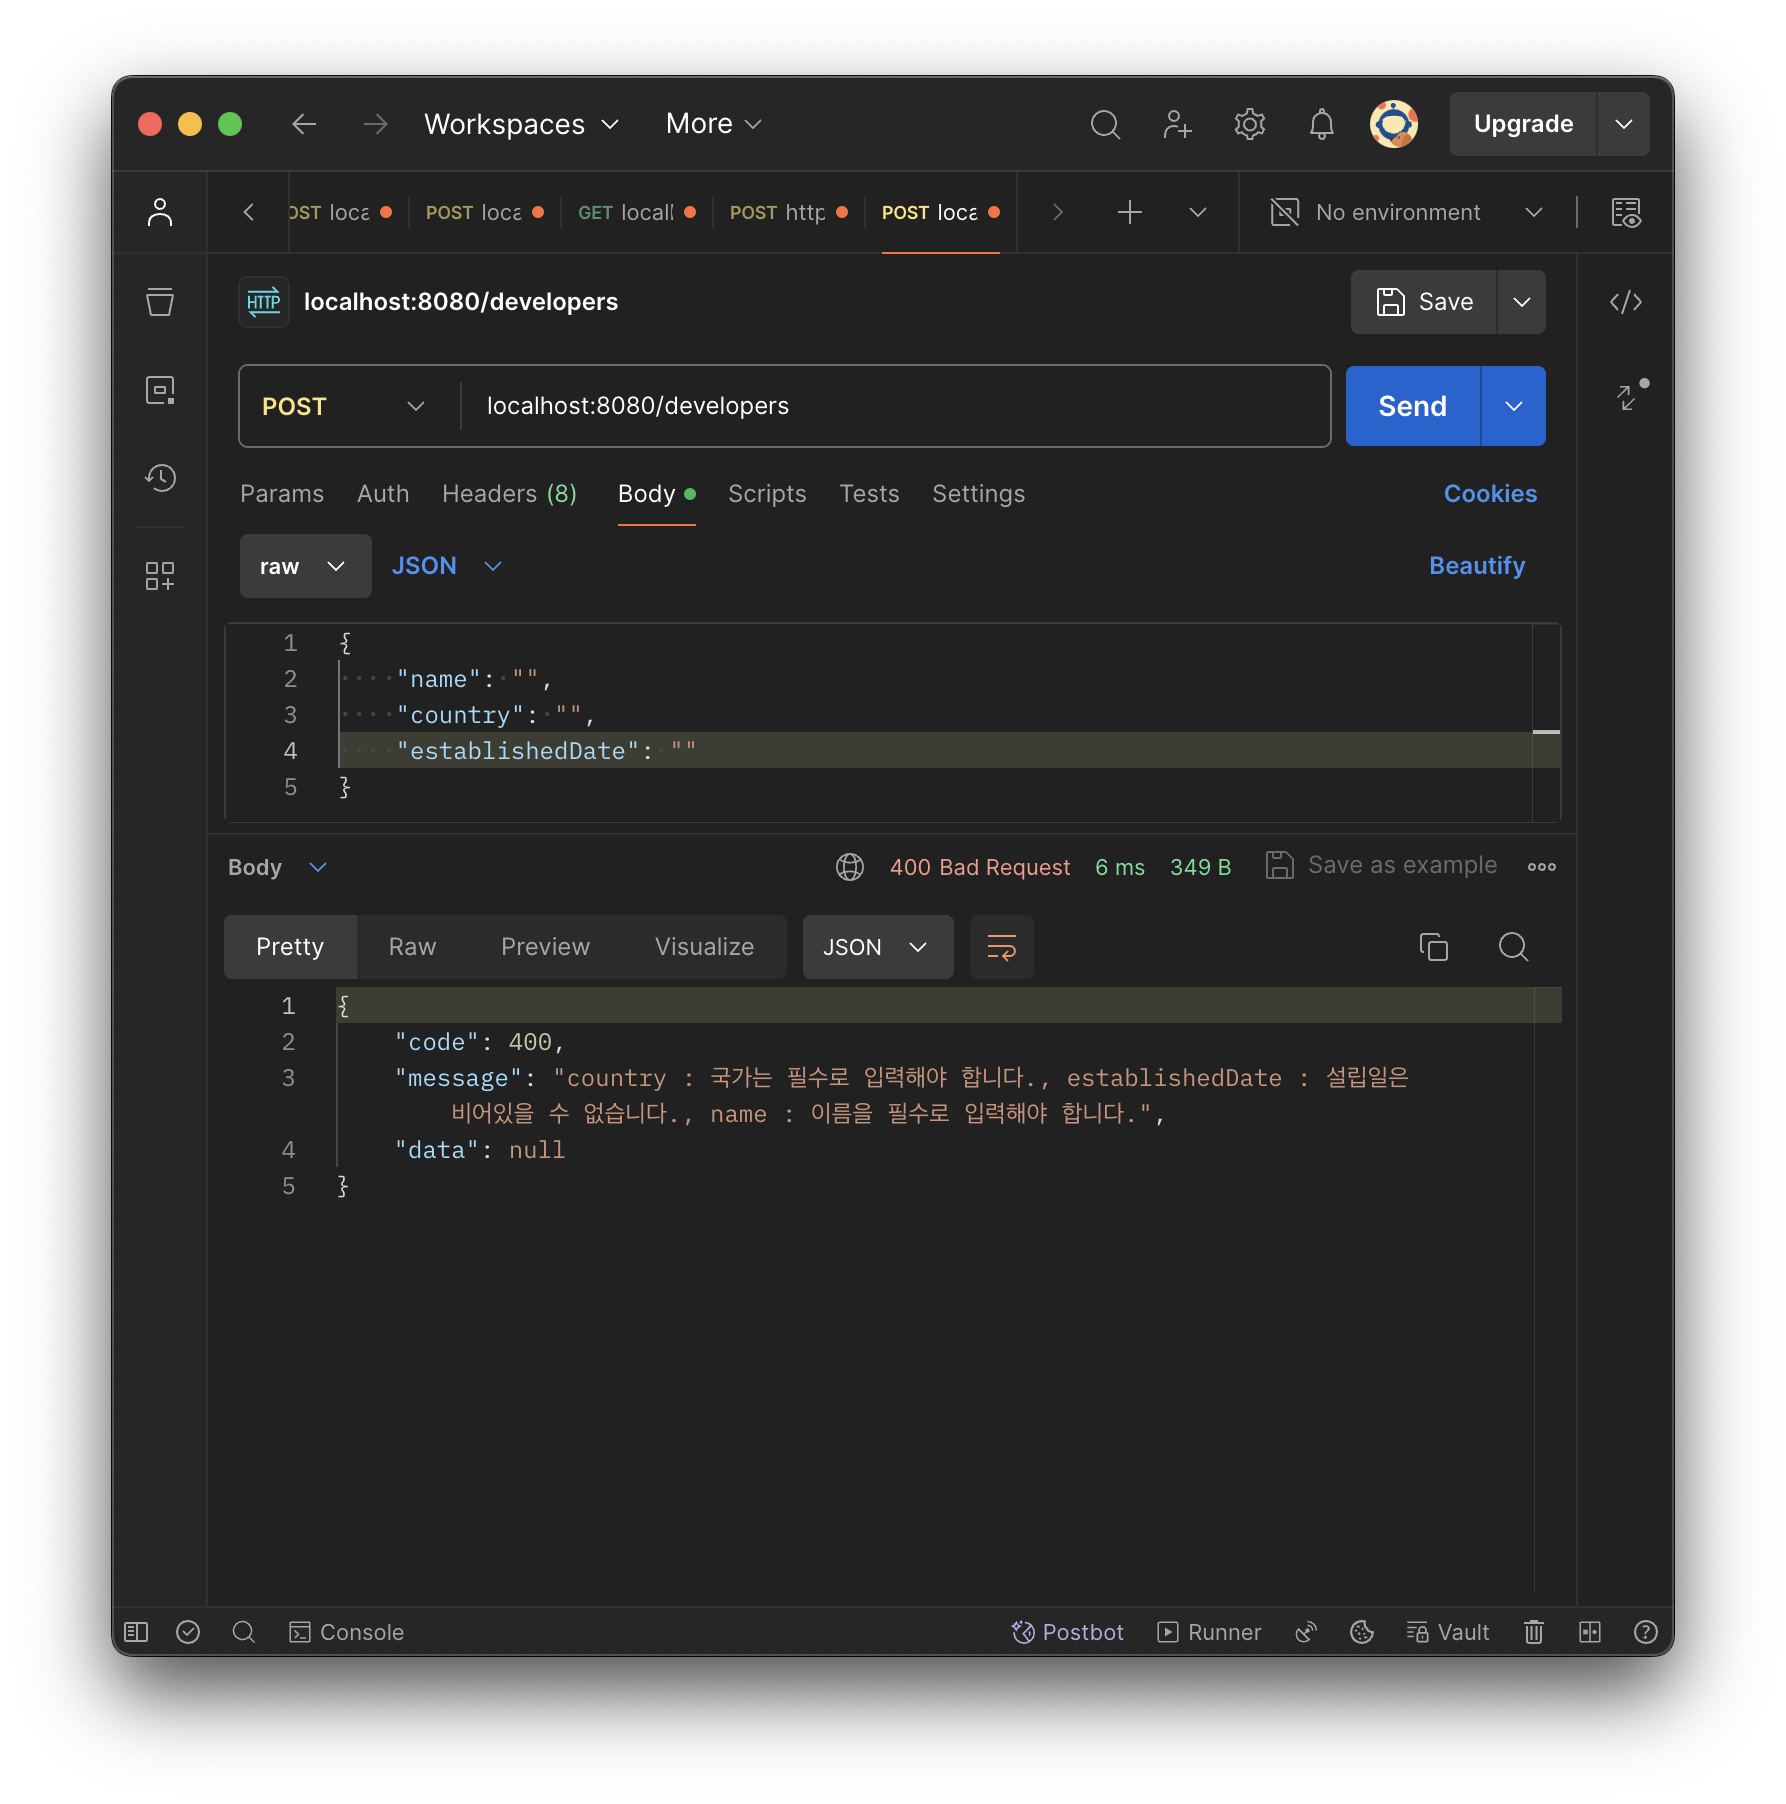 Workspaces More Upgrade
OST loca POST loca GET locall POST http POST loca No environment
HTTP localhost:8080/developers Save
POST localhost:8080/developers Send
Params Auth Headers (8) Body Scripts Tests Settings Cookies
raw JSON Beautify
1 {
2 "name": "",
3 "country": "",
4 "establishedDate": ""
5 }
Body 400 Bad Request 6 ms 349 B Save as example
Pretty Raw Preview Visualize JSON
1 {
2 "code": 400,
3 "message": "country : 국가는 필수로 입력해야 합니다., establishedDate : 설립일은
비어있을 수 없습니다., name : 이름을 필수로 입력해야 합니다.",
4 "data": null
5 }
Console Postbot Runner Vault